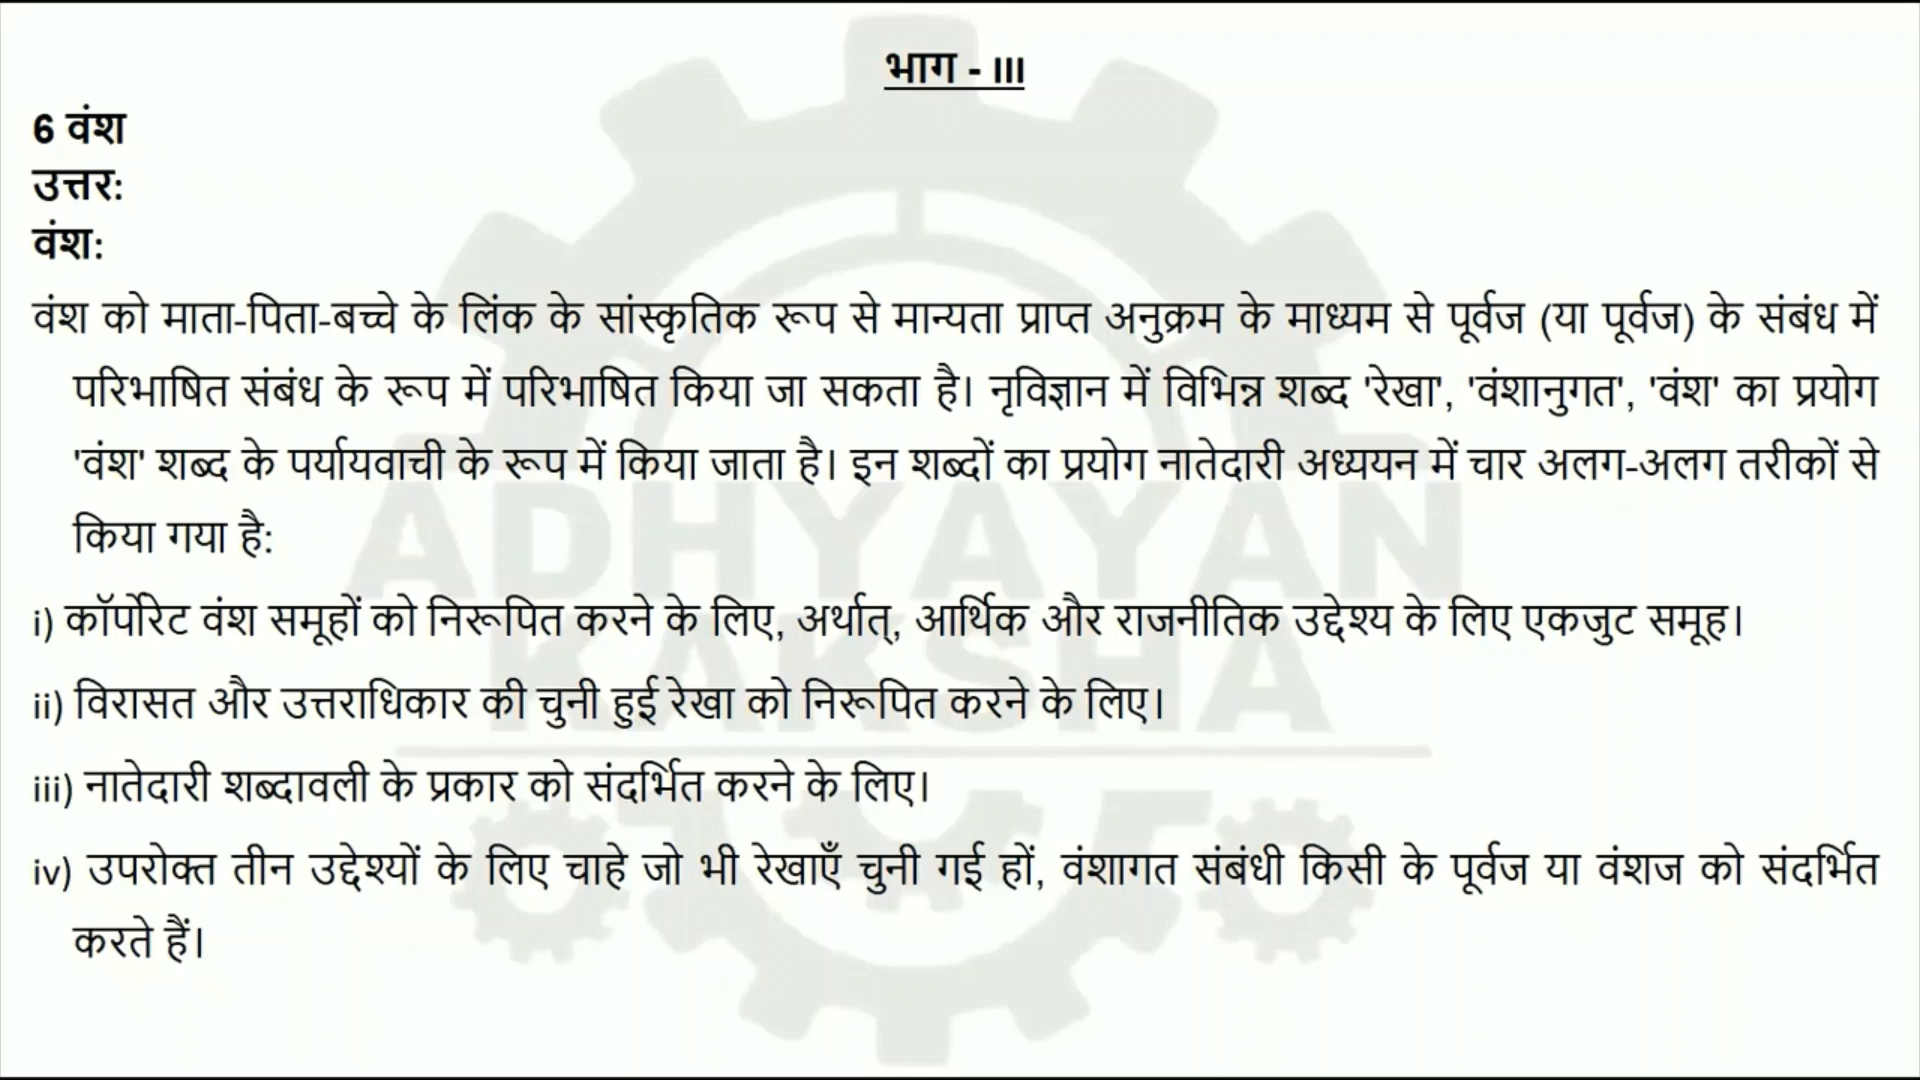 भाग - III
6 वंश
उत्तर:
वंश:
वंश को माता-पिता-बच्चे के लिंक के सांस्कृतिक रूप से मान्यता प्राप्त अनुक्रम के माध्यम से पूर्वज (या पूर्वज) के संबंध में
परिभाषित संबंध के रूप में परिभाषित किया जा सकता है। नृविज्ञान में विभिन्न शब्द 'रेखा', 'वंशानुगत', 'वंश' का प्रयोग
'वंश' शब्द के पर्यायवाची के रूप में किया जाता है। इन शब्दों का प्रयोग नातेदारी अध्ययन में चार अलग-अलग तरीकों से
किया गया है:
ADHYAYAN
i) कॉर्पोरेट वंश समूहों को निरूपित करने के लिए, अर्थात्, आर्थिक और राजनीतिक उद्देश्य के लिए एकजुट समूह।
KAKSHA
ii) विरासत और उत्तराधिकार की चुनी हुई रेखा को निरूपित करने के लिए।
iii) नातेदारी शब्दावली के प्रकार को संदर्भित करने के लिए।
iv) उपरोक्त तीन उद्देश्यों के लिए चाहे जो भी रेखाएँ चुनी गई हों, वंशागत संबंधी किसी के पूर्वज या वंशज को संदर्भित
करते हैं।